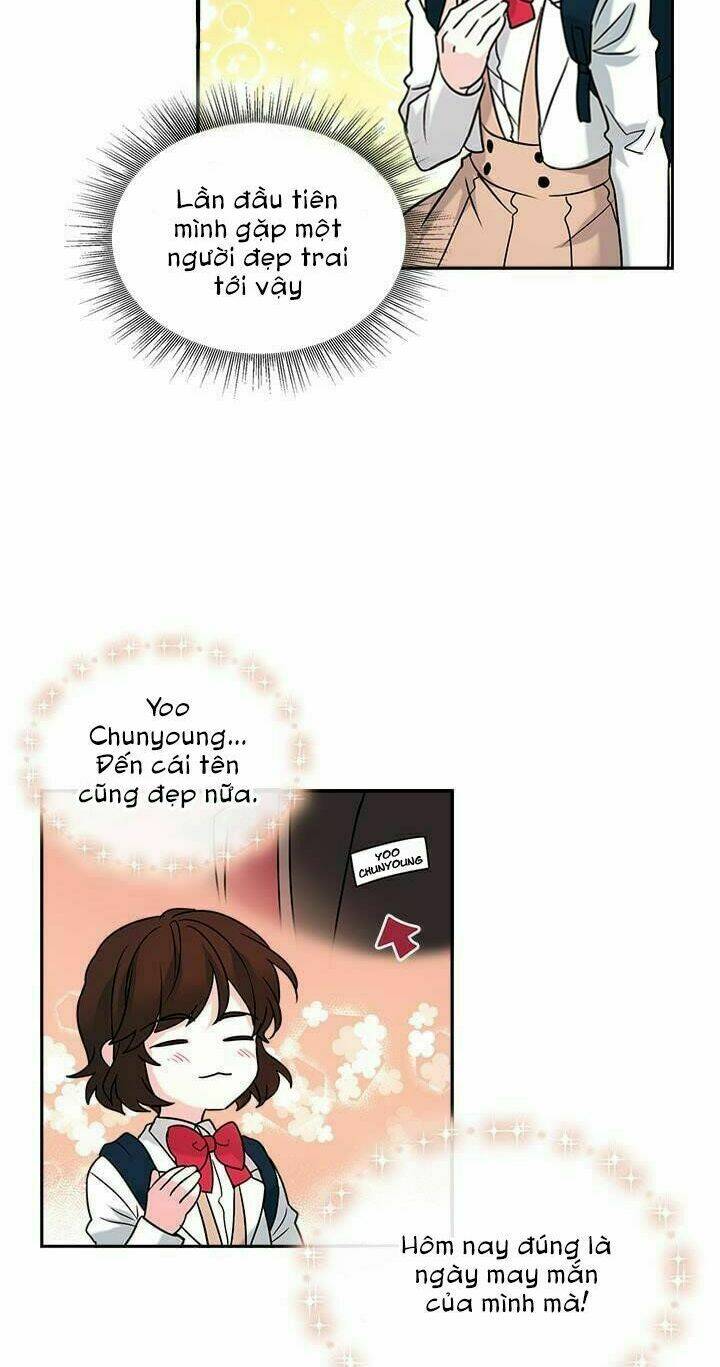 Lần đầu tiên
mình gặp một
người đẹp trai
tới vậy
Yoo
Chunyoung...
Đến cái tên
cũng đẹp nữa.
YOO
CHUNYOUNG
Hôm nay đúng là
ngày may mắn
của mình mà!